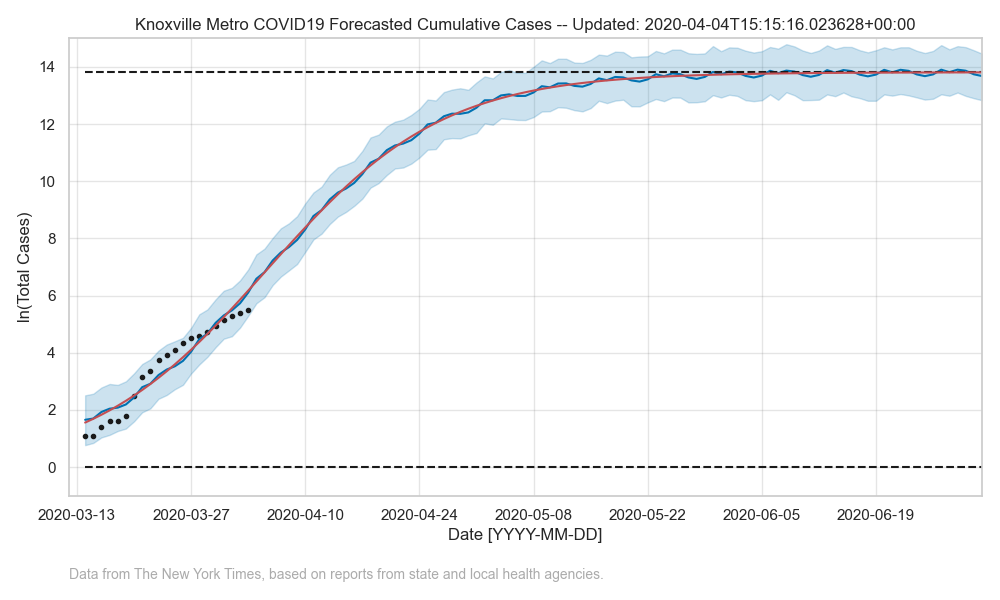 Knoxville Metro COVID19 Forecasted Cumulative Cases -- Updated: 2020-04-04T15:15:16.023628+00:00
ln(Total Cases)
14
12
10
8
6
4
2
0
2020-03-13 2020-03-27 2020-04-10 2020-04-24 2020-05-08 2020-05-22 2020-06-05 2020-06-19
Date [YYYY-MM-DD]
Data from The New York Times, based on reports from state and local health agencies.